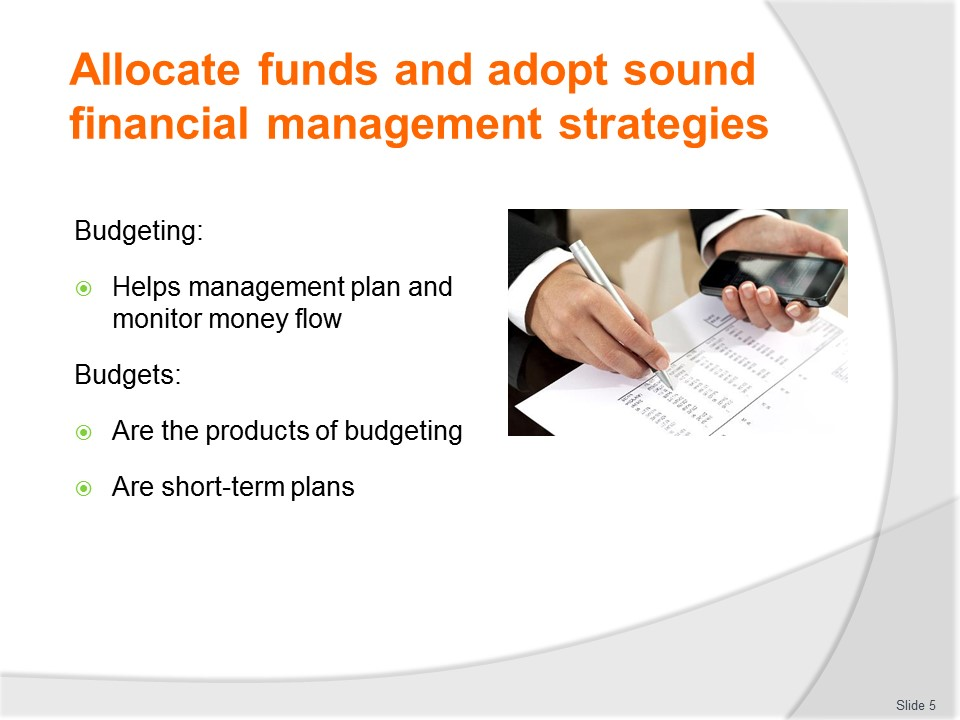 Allocate funds and adopt sound
financial management strategies
Budgeting:
Helps management plan and
monitor money flow
Budgets:
Are the products of budgeting
Are short-term plans
Slide 5